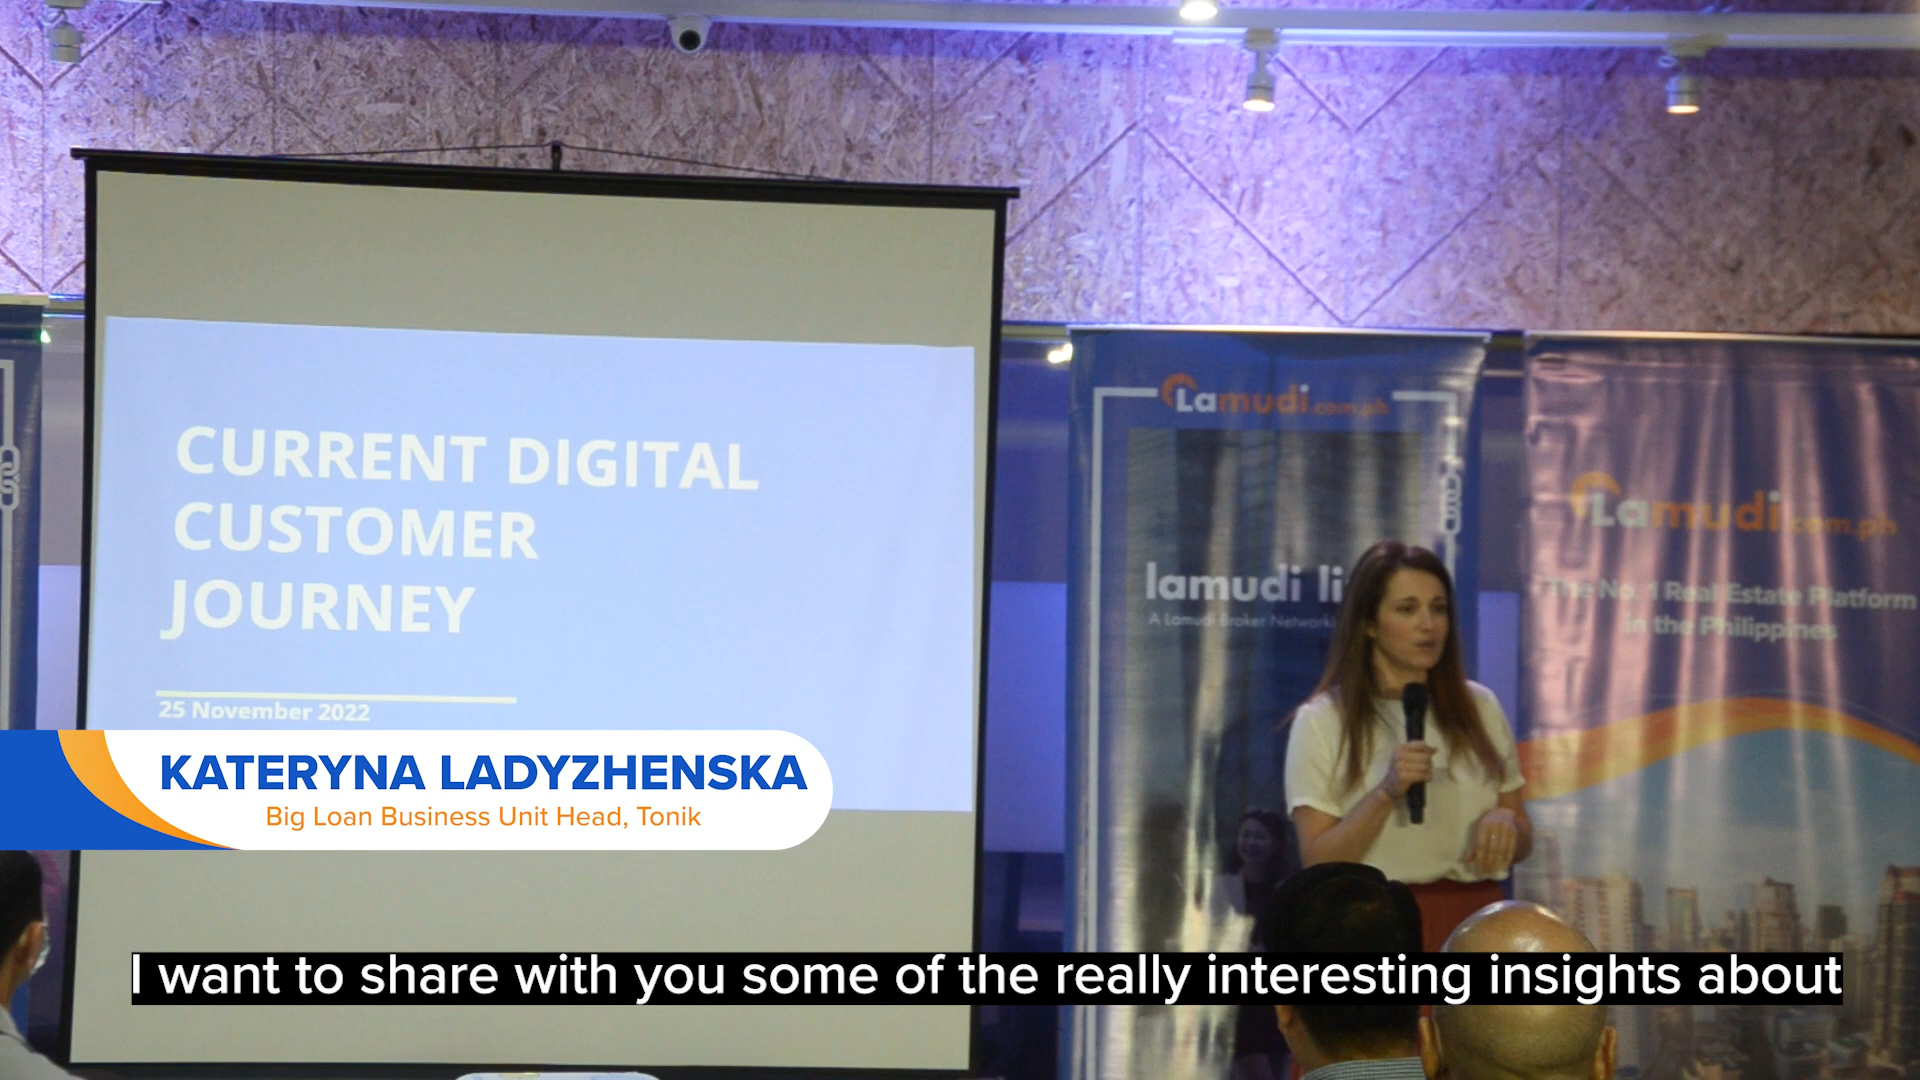 CURRENT DIGITAL
CUSTOMER
JOURNEY
25 November 2022
KATERYNA LADYZHENSKA
Big Loan Business Unit Head, Tonik
Lamudi.com.ph
lamudi li
A Lamudi Broker Network
Lamudi.com.ph
The No. 1 Real Estate Platform
in the Philippines
I want to share with you some of the really interesting insights about